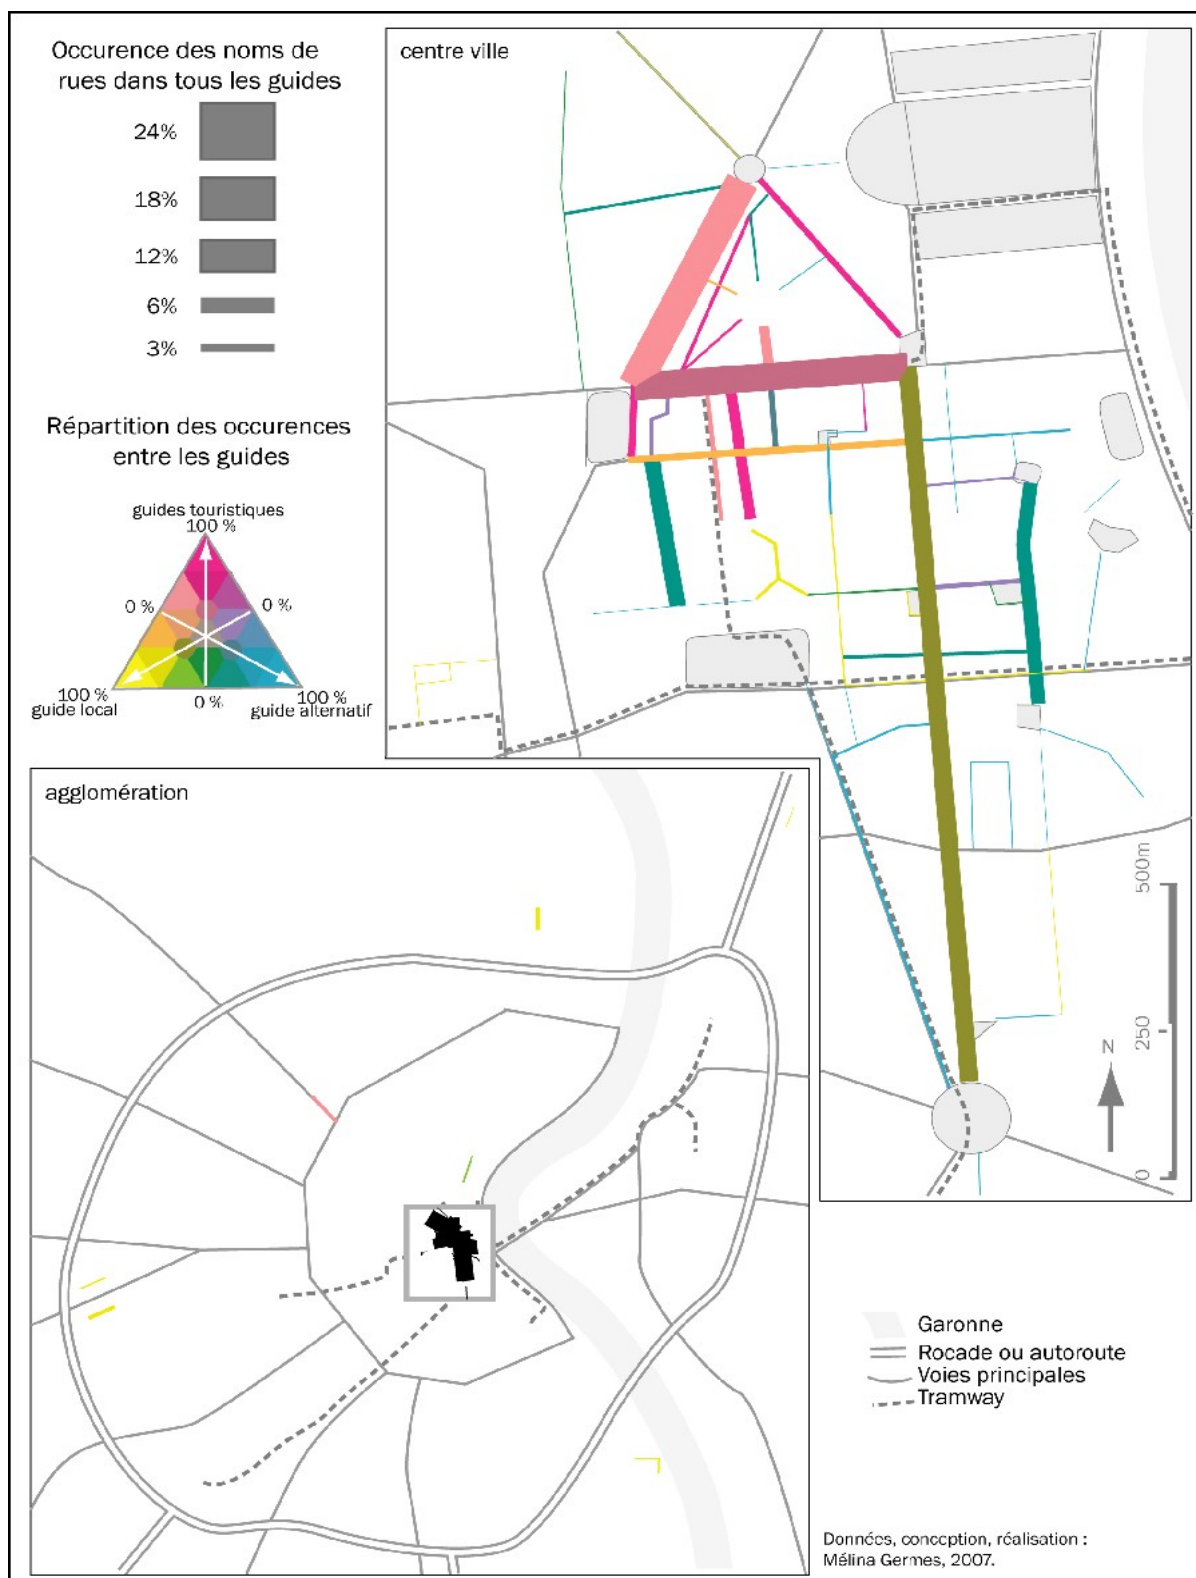 Occurence des noms de
rues dans tous les guides
24%
18%
12%
6%
3%
Répartition des occurences
entre les guides
guides touristiques
100 %
0 %
0 %
100 %
guide local
0 %
100 %
guide alternatif
centre ville
500m
250
0
N
agglomération
Garonne
Rocade ou autoroute
Voies principales
Tramway
Données, conception, réalisation :
Mélina Germes, 2007.